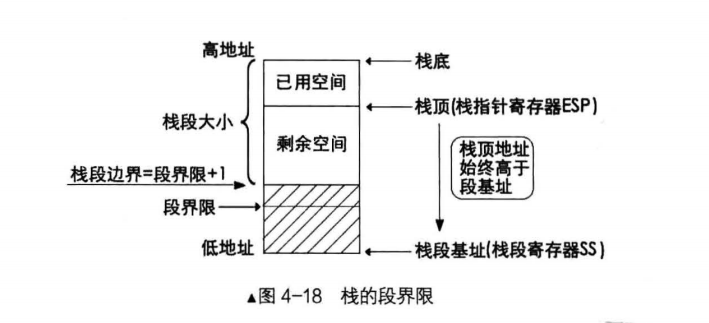 高地址
栈底
已用空间
栈顶(栈指针寄存器ESP)
栈段大小
剩余空间
栈顶地址
始终高于
段基址
栈段边界=段界限+1
段界限
低地址
栈段基址(栈段寄存器SS)
▲图 4-18 栈的段界限